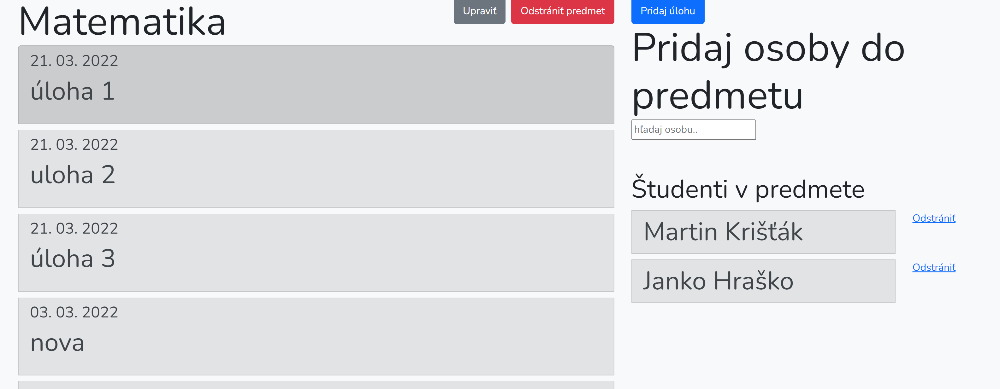 Matematika
Upraviť
Odstrániť predmet
21. 03. 2022
úloha 1
21. 03. 2022
uloha 2
21. 03. 2022
úloha 3
03. 03. 2022
nova
Pridaj úlohu
Pridaj osoby do
predmetu
hľadaj osobu..
Študenti v predmete
Martin Krišťák
Odstrániť
Janko Hraško
Odstrániť